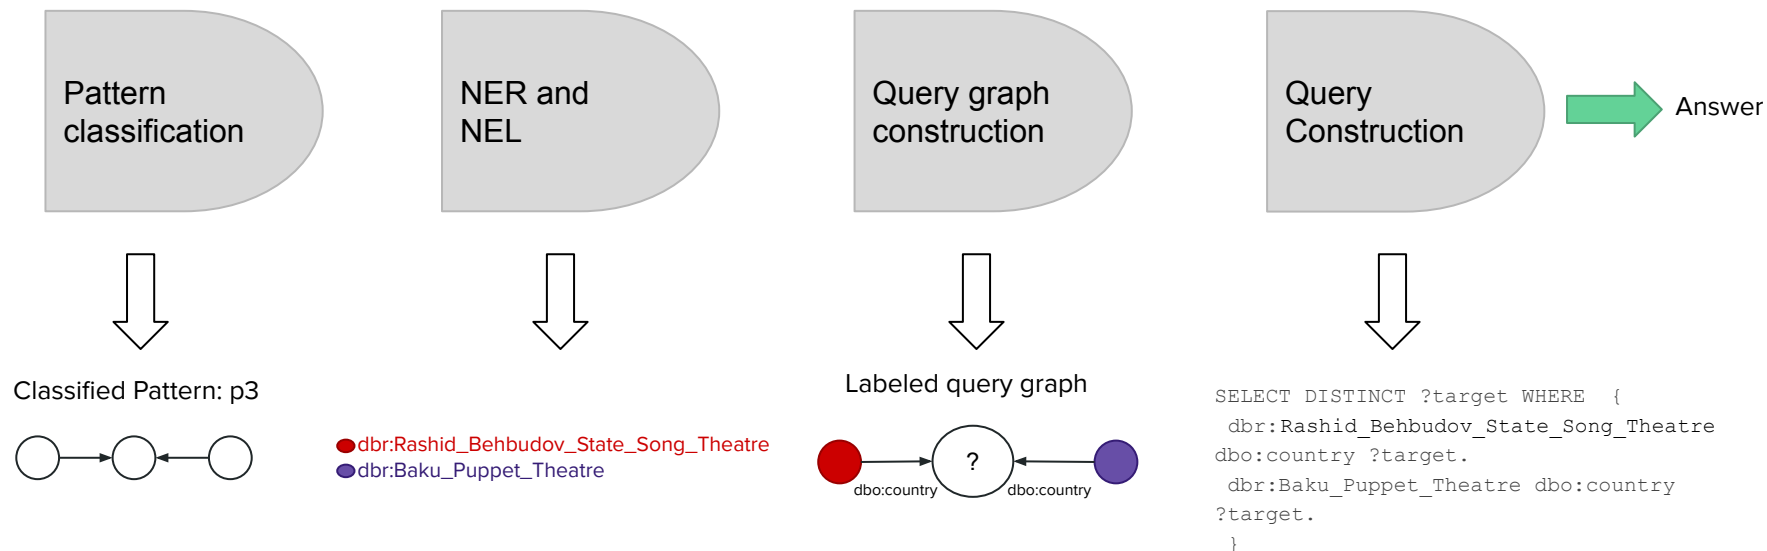 Pattern
classification
NER and
NEL
Query graph
construction
Query
Construction
Answer
Classified Pattern: p3
dbr:Rashid_Behbudov_State_Song_Theatre
dbr:Baku_Puppet_Theatre
Labeled query graph
?
dbo:country
dbo:country
SELECT DISTINCT ?target WHERE {
dbr:Rashid_Behbudov_State_Song_Theatre
dbo:country ?target.
dbr:Baku_Puppet_Theatre dbo:country
?target.
}